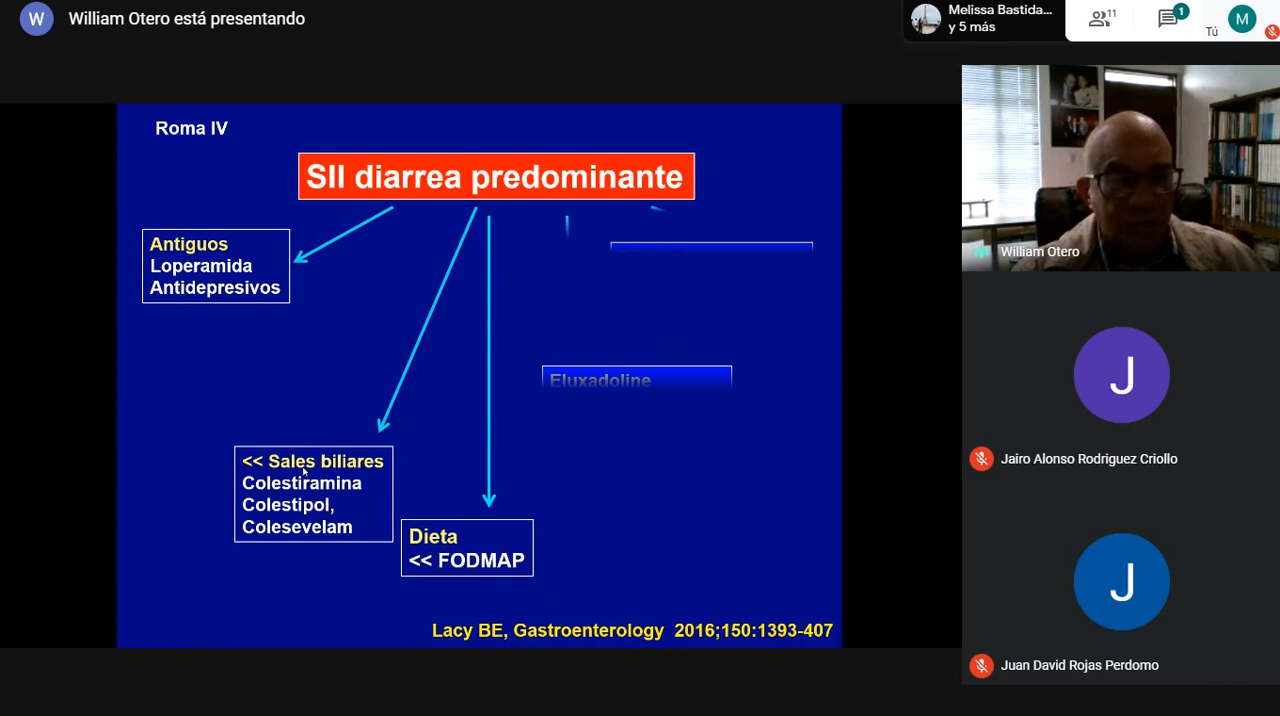 W
William Otero está presentando
Melissa Bastida...
y 5 más
11
1
Tú
M
Roma IV
SII diarrea predominante
Antiguos
Loperamida
Antidepresivos
Eluxadoline
<< Sales biliares
Colestiramina
Colestipol,
Colesevelam
Dieta
<< FODMAP
Lacy BE, Gastroenterology 2016;150:1393-407
William Otero
J
Jairo Alonso Rodriguez Criollo
J
Juan David Rojas Perdomo